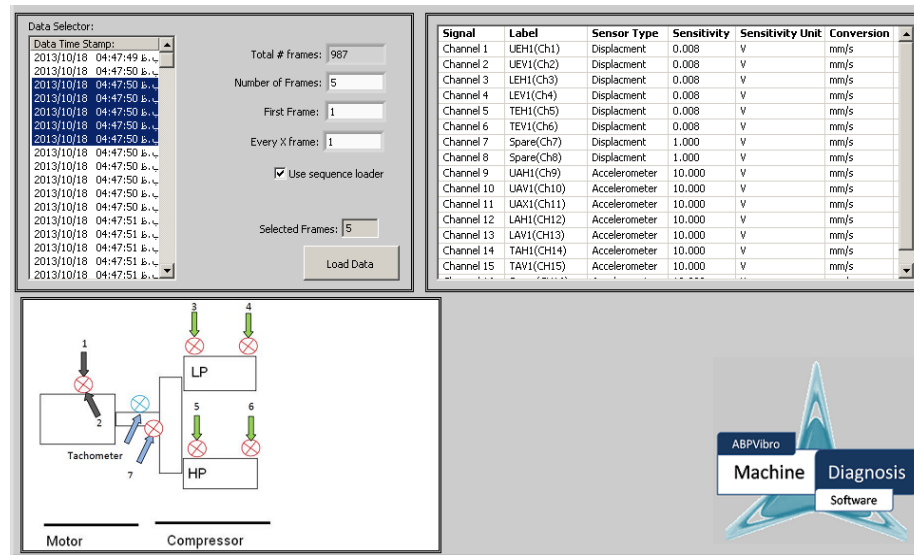 Data Selector:
Data Time Stamp:
2013/10/18 04:47:49 ب.ظ
2013/10/18 04:47:50 ب.ظ
2013/10/18 04:47:50 ب.ظ
2013/10/18 04:47:50 ب.ظ
2013/10/18 04:47:50 ب.ظ
2013/10/18 04:47:50 ب.ظ
2013/10/18 04:47:50 ب.ظ
2013/10/18 04:47:50 ب.ظ
2013/10/18 04:47:50 ب.ظ
2013/10/18 04:47:50 ب.ظ
2013/10/18 04:47:50 ب.ظ
2013/10/18 04:47:50 ب.ظ
2013/10/18 04:47:51 ب.ظ
2013/10/18 04:47:51 ب.ظ
2013/10/18 04:47:51 ب.ظ
2013/10/18 04:47:51 ب.ظ
2013/10/18 04:47:51 ب.ظ
Total # frames: 987
Number of Frames: 5
First Frame: 1
Every X frame: 1
Use sequence loader
Selected Frames: 5
Load Data
Signal Label Sensor Type Sensitivity Sensitivity Unit Conversion
Channel 1 UEH1(Ch1) Displacment 0.008 V mm/s
Channel 2 UEV1(Ch2) Displacment 0.008 V mm/s
Channel 3 LEH1(Ch3) Displacment 0.008 V mm/s
Channel 4 LEV1(Ch4) Displacment 0.008 V mm/s
Channel 5 TEH1(Ch5) Displacment 0.008 V mm/s
Channel 6 TEV1(Ch6) Displacment 0.008 V mm/s
Channel 7 Spare(Ch7) Displacment 1.000 V mm/s
Channel 8 Spare(Ch8) Displacment 1.000 V mm/s
Channel 9 UAH1(Ch9) Accelerometer 10.000 V mm/s
Channel 10 UAV1(Ch10) Accelerometer 10.000 V mm/s
Channel 11 UAX1(Ch11) Accelerometer 10.000 V mm/s
Channel 12 LAH1(CH12) Accelerometer 10.000 V mm/s
Channel 13 LAV1(CH13) Accelerometer 10.000 V mm/s
Channel 14 TAH1(CH14) Accelerometer 10.000 V mm/s
Channel 15 TAV1(CH15) Accelerometer 10.000 V mm/s
3 4
1
LP
5 6
2
Tachometer
7
HP
Motor Compressor
ABPVibro
Machine Diagnosis
Software